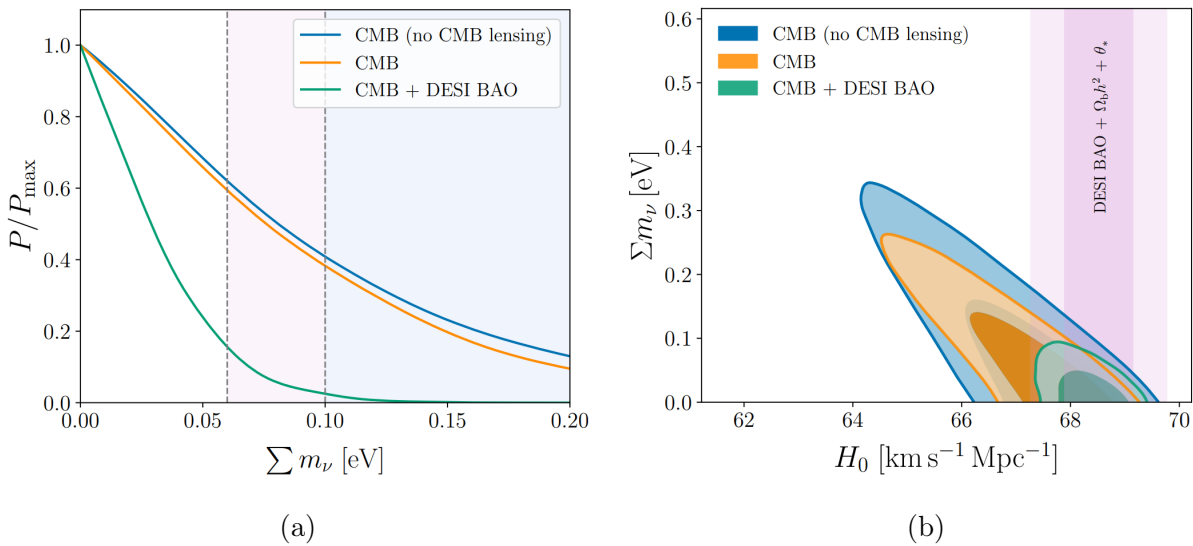 CMB (no CMB lensing)
CMB
CMB + DESI BAO
P/P_max
1.0
0.8
0.6
0.4
0.2
0.0
0.00
0.05
0.10
0.15
0.20
∑ m_ν [eV]
(a)
CMB (no CMB lensing)
CMB
CMB + DESI BAO
DESI BAO + Ω_b h² + θ_*
Σm_ν [eV]
0.6
0.5
0.4
0.3
0.2
0.1
0.0
62
64
66
68
70
H_0 [km s⁻¹ Mpc⁻¹]
(b)